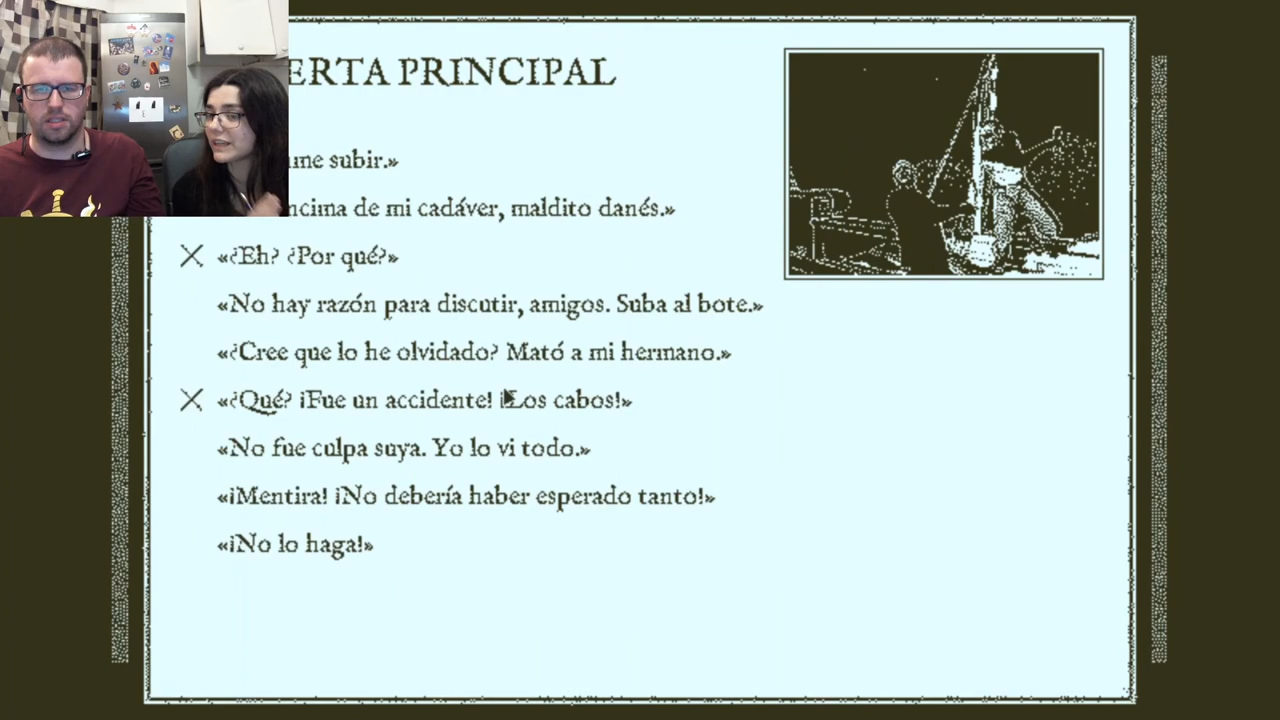 ERTA PRINCIPAL
me subir.»
ncima de mi cadáver, maldito danés.»
«¿Eh? ¿Por qué?»
«No hay razón para discutir, amigos. Suba al bote.»
«¿Cree que lo he olvidado? Mató a mi hermano.»
«¿Qué? ¡Fue un accidente! ¡Los cabos!»
«No fue culpa suya. Yo lo vi todo.»
«¡Mentira! ¡No debería haber esperado tanto!»
«¡No lo haga!»